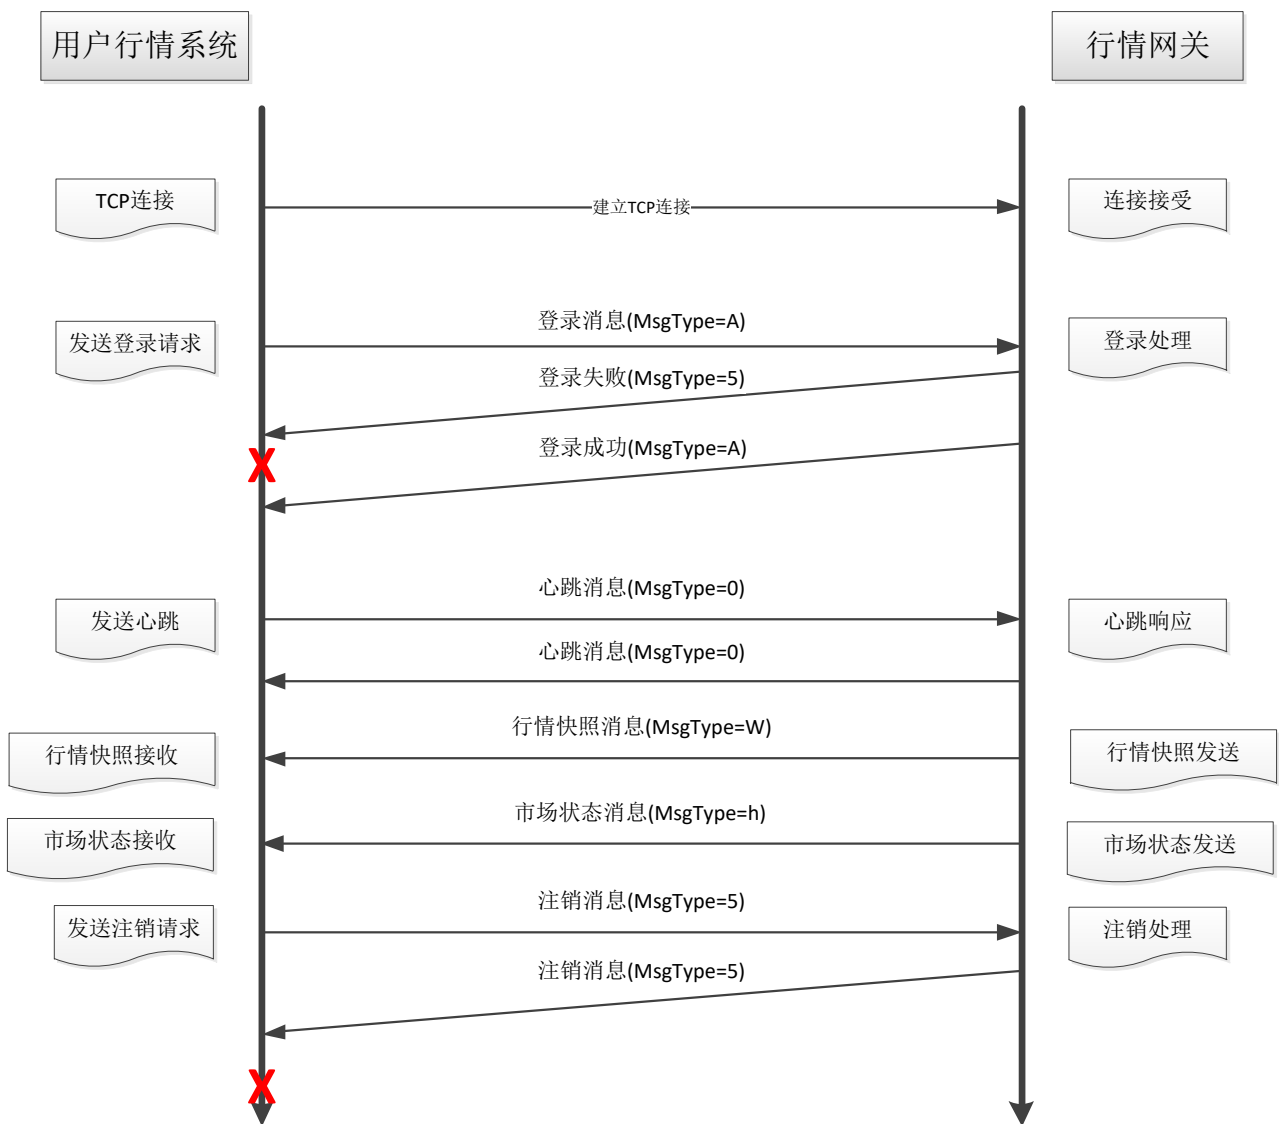 用户行情系统
行情网关
TCP连接
建立TCP连接
连接接受
登录消息(MsgType=A)
发送登录请求
登录处理
登录失败(MsgType=5)
登录成功(MsgType=A)
X
心跳消息(MsgType=0)
发送心跳
心跳响应
心跳消息(MsgType=0)
行情快照消息(MsgType=W)
行情快照接收
行情快照发送
市场状态消息(MsgType=h)
市场状态接收
市场状态发送
注销消息(MsgType=5)
发送注销请求
注销处理
注销消息(MsgType=5)
X